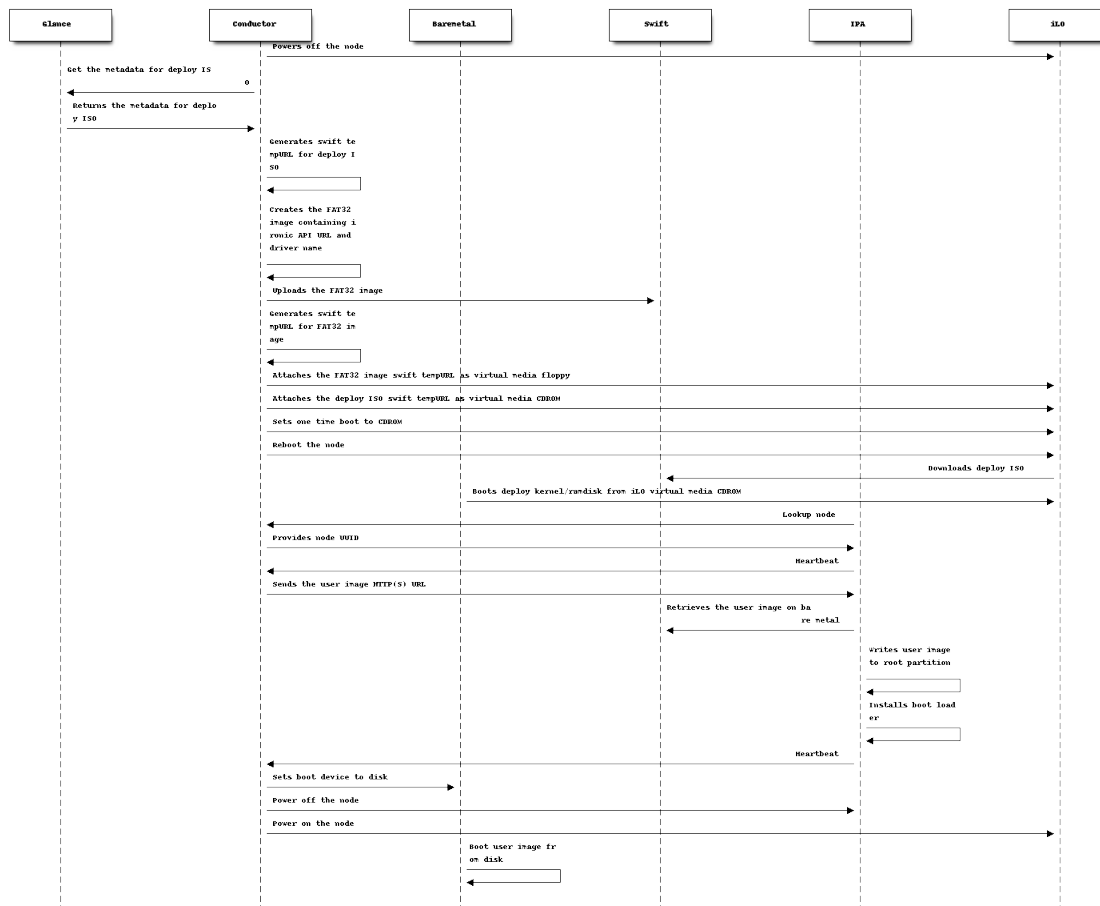 Glance Conductor Baremetal Swift IPA iLO
Powers off the node
Get the metadata for deploy IS
O
Returns the metadata for deplo
y ISO
Generates swift te
mpURL for deploy I
SO
Creates the FAT32
image containing i
ronic API URL and
driver name
Uploads the FAT32 image
Generates swift te
mpURL for FAT32 im
age
Attaches the FAT32 image swift tempURL as virtual media floppy
Attaches the deploy ISO swift tempURL as virtual media CDROM
Sets one time boot to CDROM
Reboot the node
Downloads deploy ISO
Boots deploy kernel/ramdisk from iLO virtual media CDROM
Lookup node
Provides node UUID
Heartbeat
Sends the user image HTTP(S) URL
Retrieves the user image on ba
re metal
Writes user image
to root partition
Installs boot load
er
Heartbeat
Sets boot device to disk
Power off the node
Power on the node
Boot user image fr
om disk